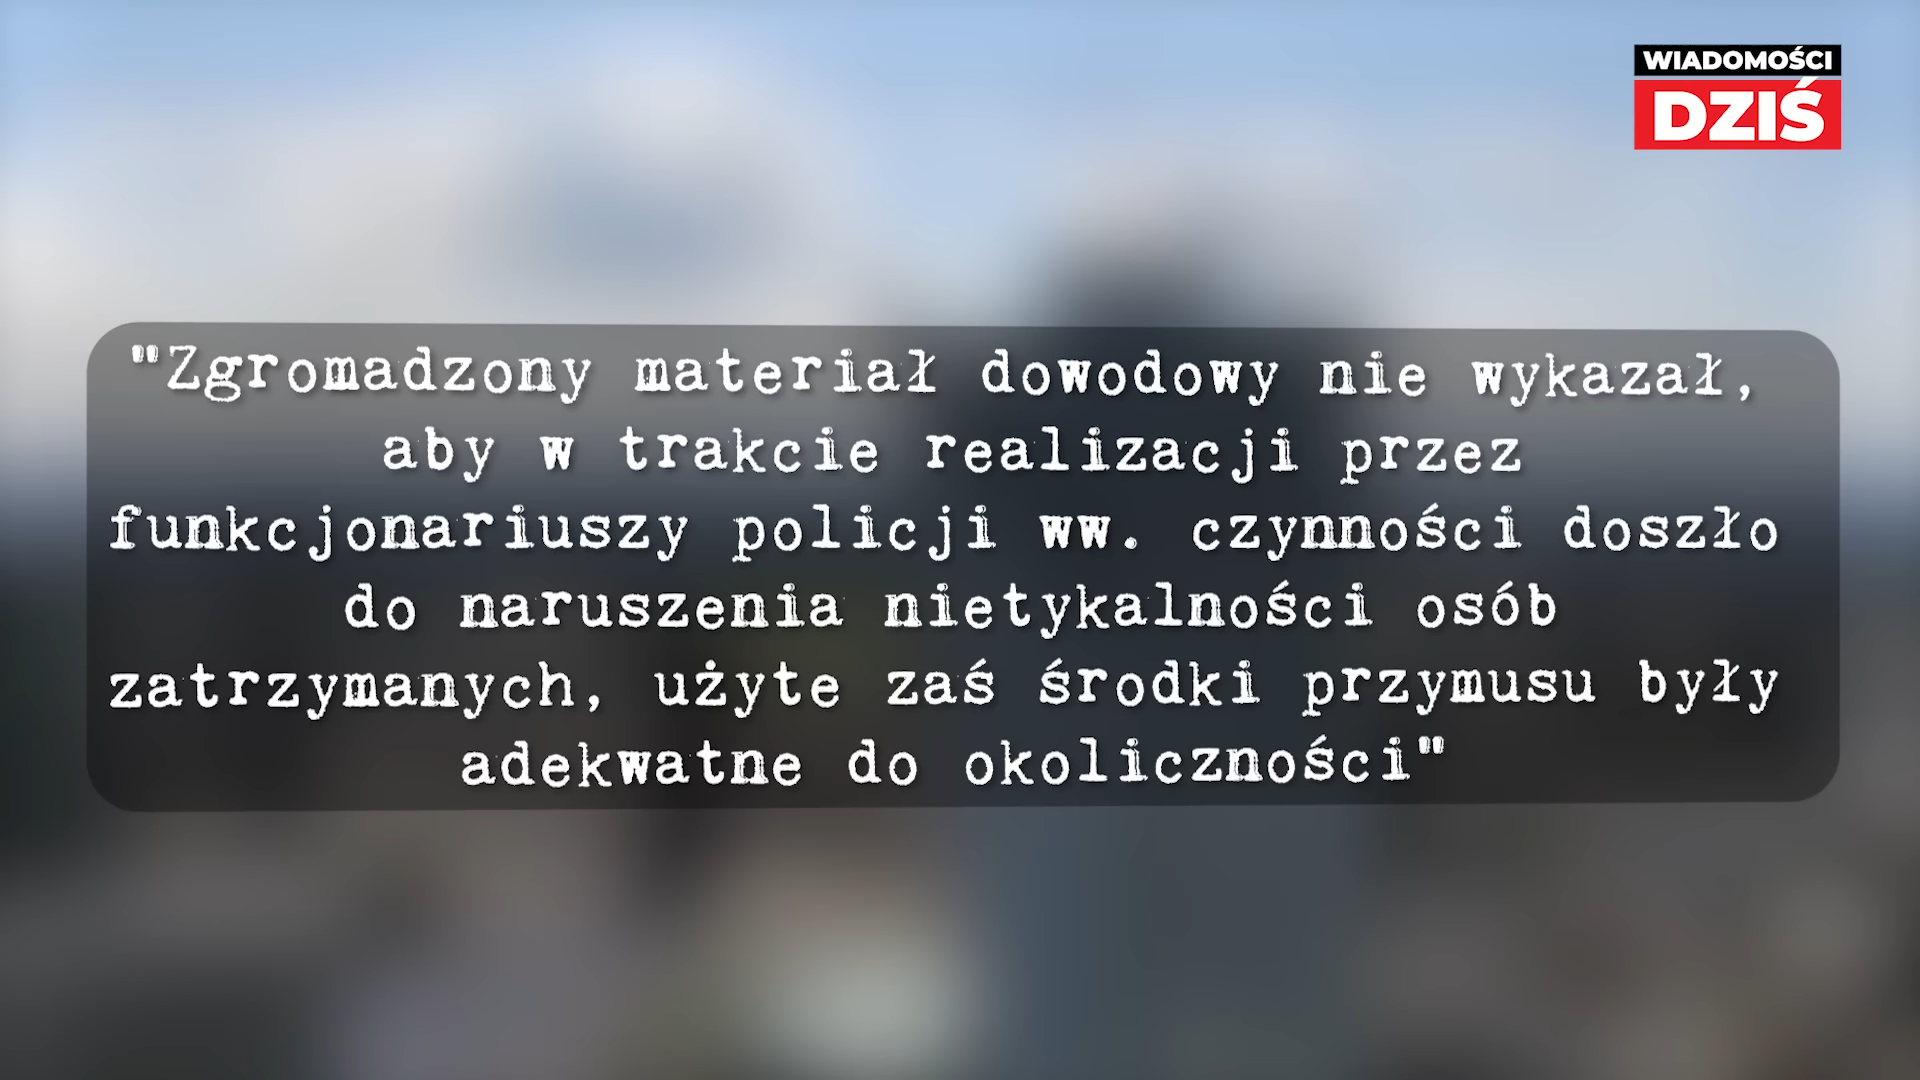 WIADOMOŚCI
DZIŚ
"Zgromadzony materiał dowodowy nie wykazał,
aby w trakcie realizacji przez
funkcjonariuszy policji ww. czynności doszło
do naruszenia nietykalności osób
zatrzymanych, użyte zaś środki przymusu były
adekwatne do okoliczności"